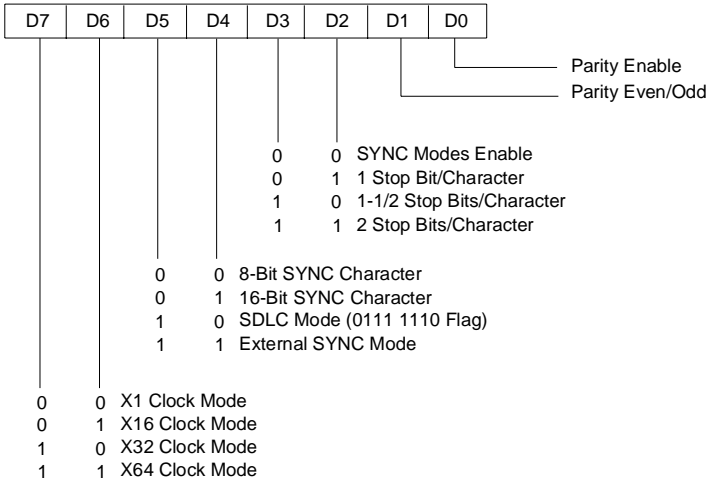 D7 D6 D5 D4 D3 D2 D1 D0
Parity Enable
Parity Even/Odd
0 0 SYNC Modes Enable
0 1 1 Stop Bit/Character
1 0 1-1/2 Stop Bits/Character
1 1 2 Stop Bits/Character
0 0 8-Bit SYNC Character
0 1 16-Bit SYNC Character
1 0 SDLC Mode (0111 1110 Flag)
1 1 External SYNC Mode
0 0 X1 Clock Mode
0 1 X16 Clock Mode
1 0 X32 Clock Mode
1 1 X64 Clock Mode